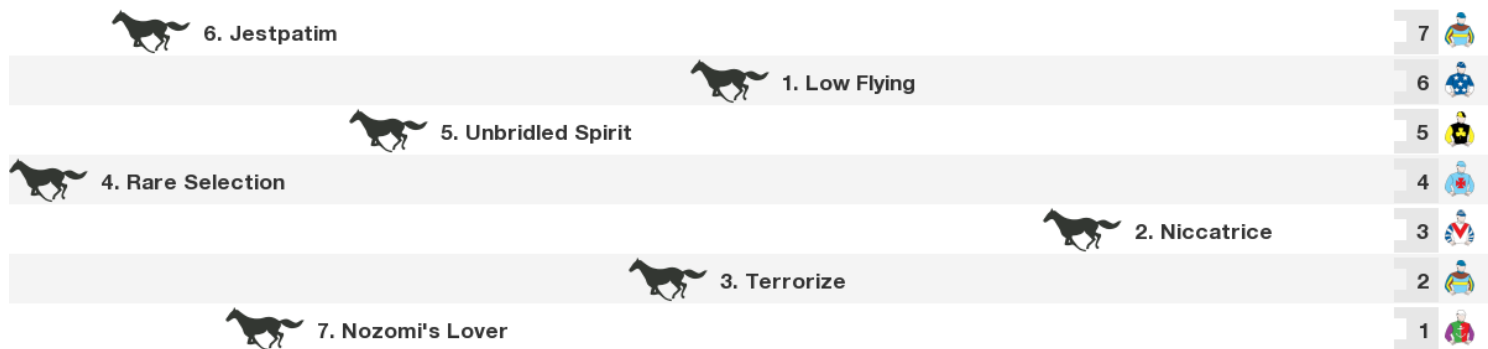 6. Jestpatim 7
1. Low Flying 6
5. Unbridled Spirit 5
4. Rare Selection 4
2. Niccatrice 3
3. Terrorize 2
7. Nozomi's Lover 1